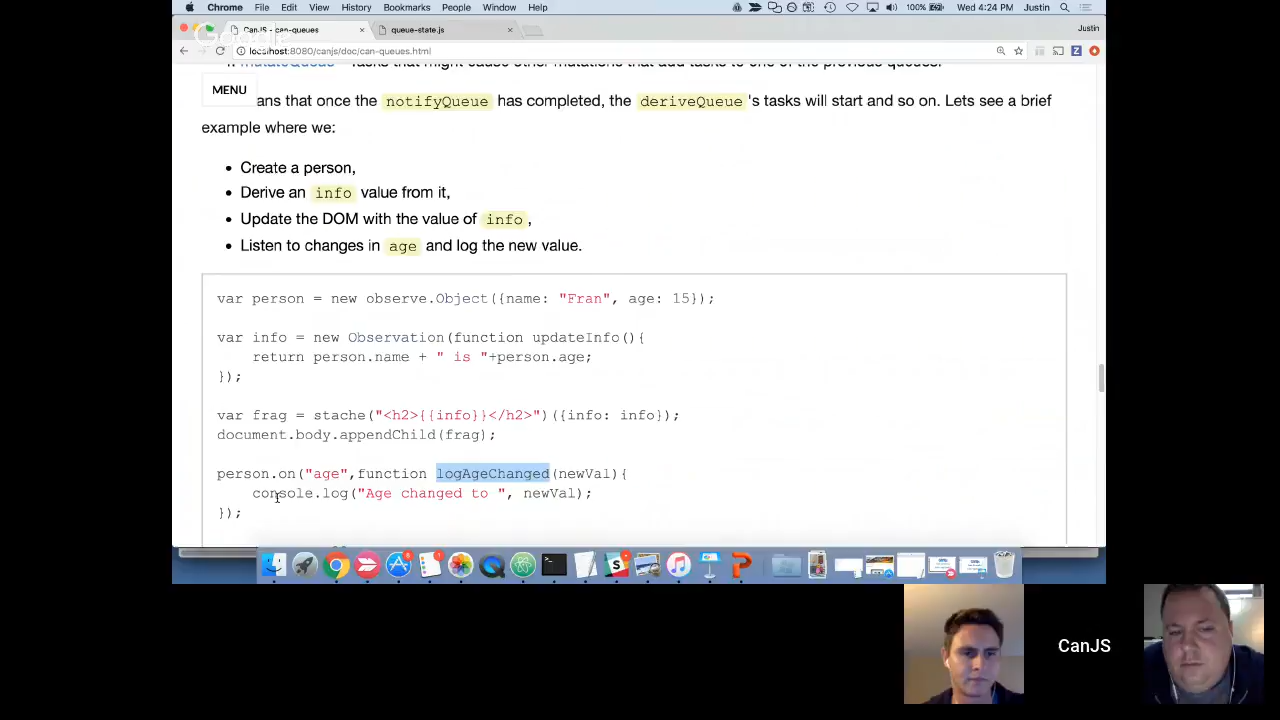 Chrome File Edit View History Bookmarks People Window Help 100% Wed 4:24 PM Justin
CanJS - can-queues queue-state.js Justin
localhost:8080/canjs/doc/can-queues.html
mutateQueue - Tasks that might cause other mutations that add tasks to one of the previous queues.
MENU
ans that once the notifyQueue has completed, the deriveQueue's tasks will start and so on. Lets see a brief
example where we:
• Create a person,
• Derive an info value from it,
• Update the DOM with the value of info,
• Listen to changes in age and log the new value.
var person = new observe.Object({name: "Fran", age: 15});
var info = new Observation(function updateInfo(){
return person.name + " is "+person.age;
});
var frag = stache("<h2>{{info}}</h2>")({info: info});
document.body.appendChild(frag);
person.on("age",function logAgeChanged(newVal){
console.log("Age changed to ", newVal);
});
CanJS